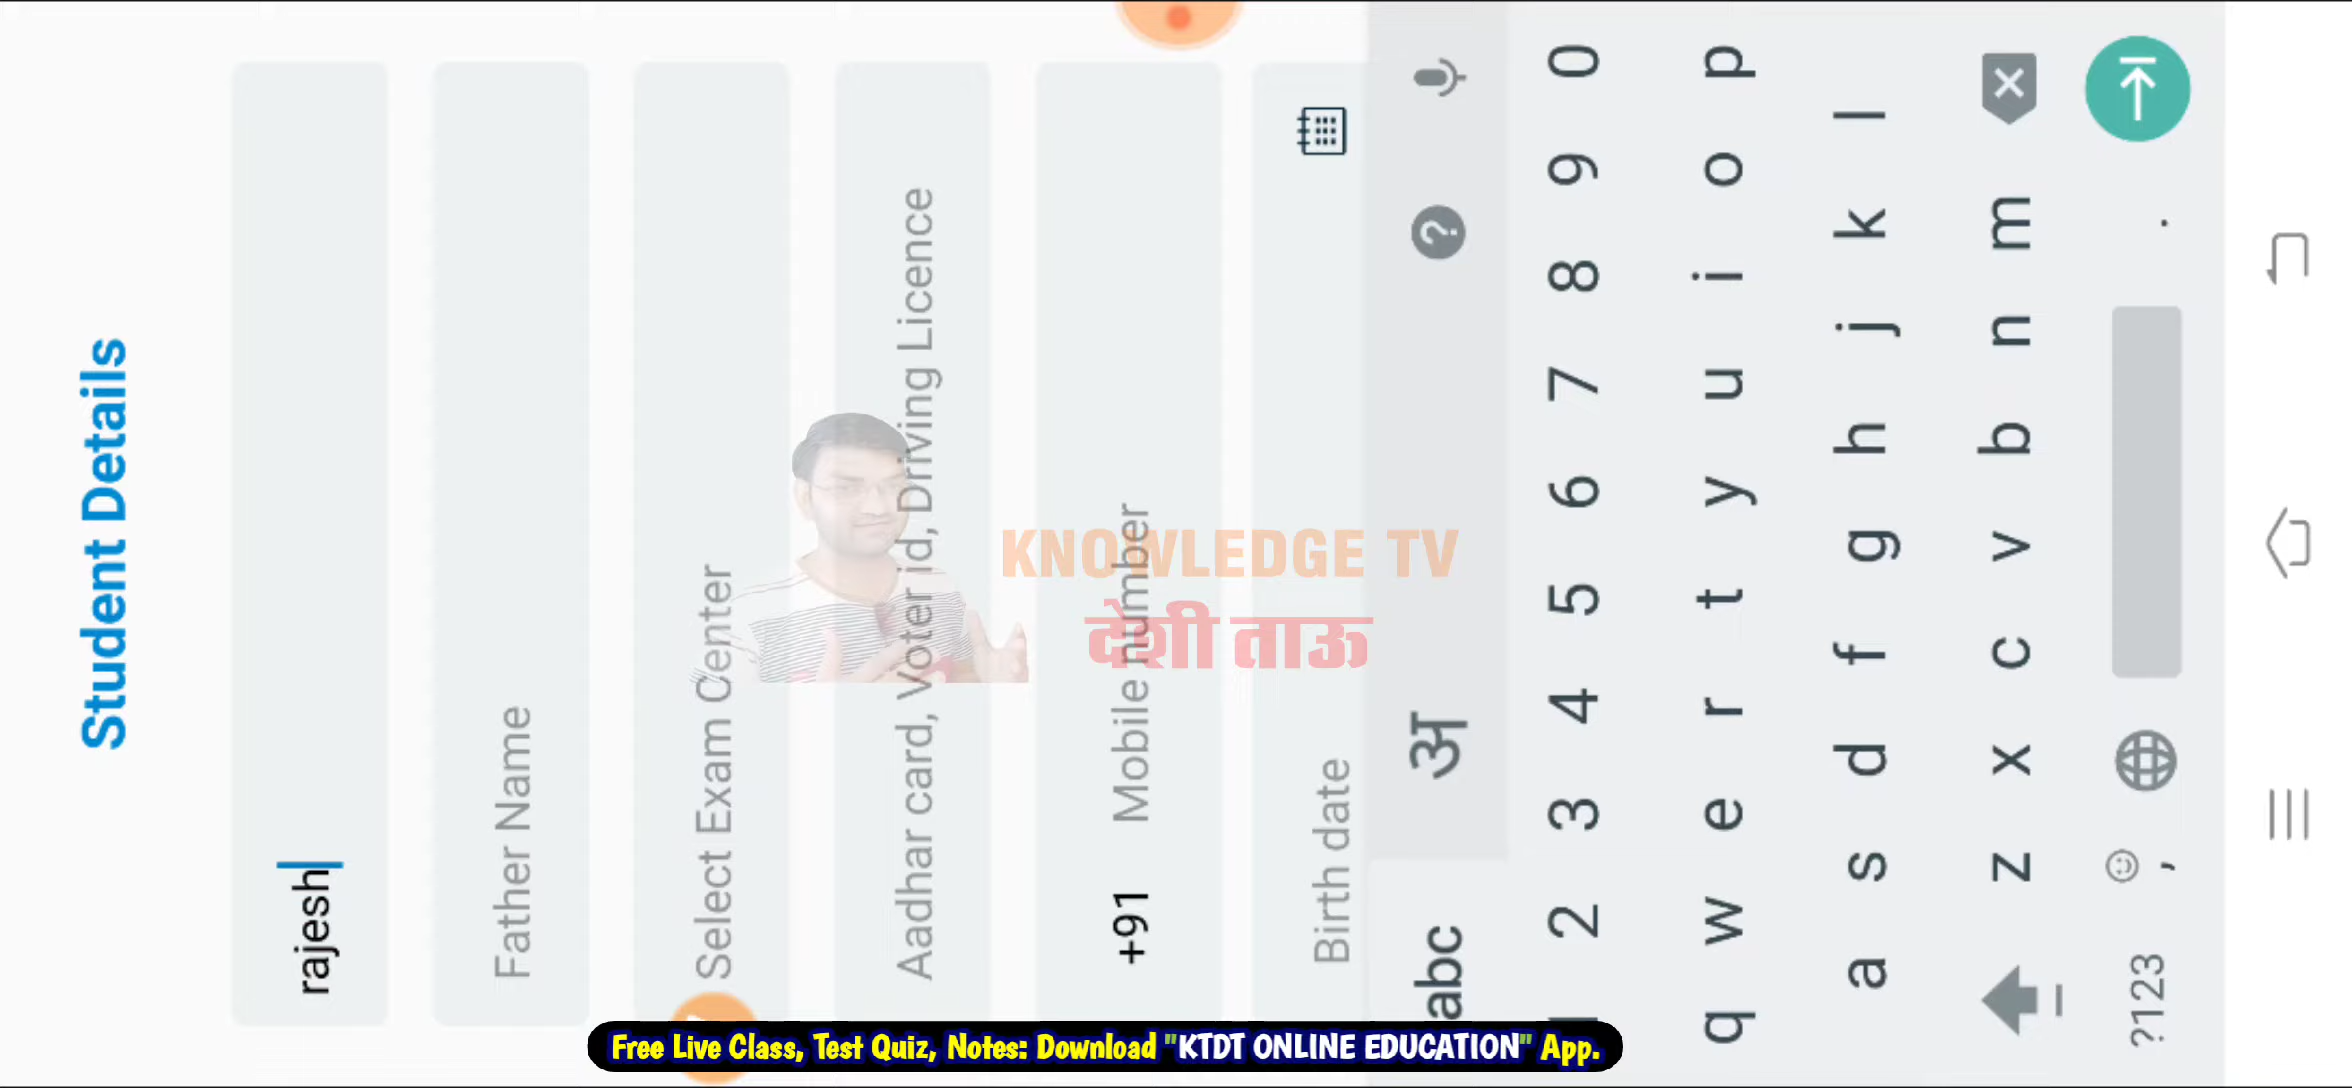 Student Details
rajesh
Father Name
Select Exam Center
Aadhar card, Voter id, Driving Licence
+91 Mobile number
Birth date
KNOWLEDGE TV
देशी ताऊ
abc अ
2 3 4 5 6 7 8 9 0
q w e r t y u i o p
a s d f g h j k l
z x c v b n m
?123 , .
Free Live Class, Test Quiz, Notes: Download "KTDT ONLINE EDUCATION" App.